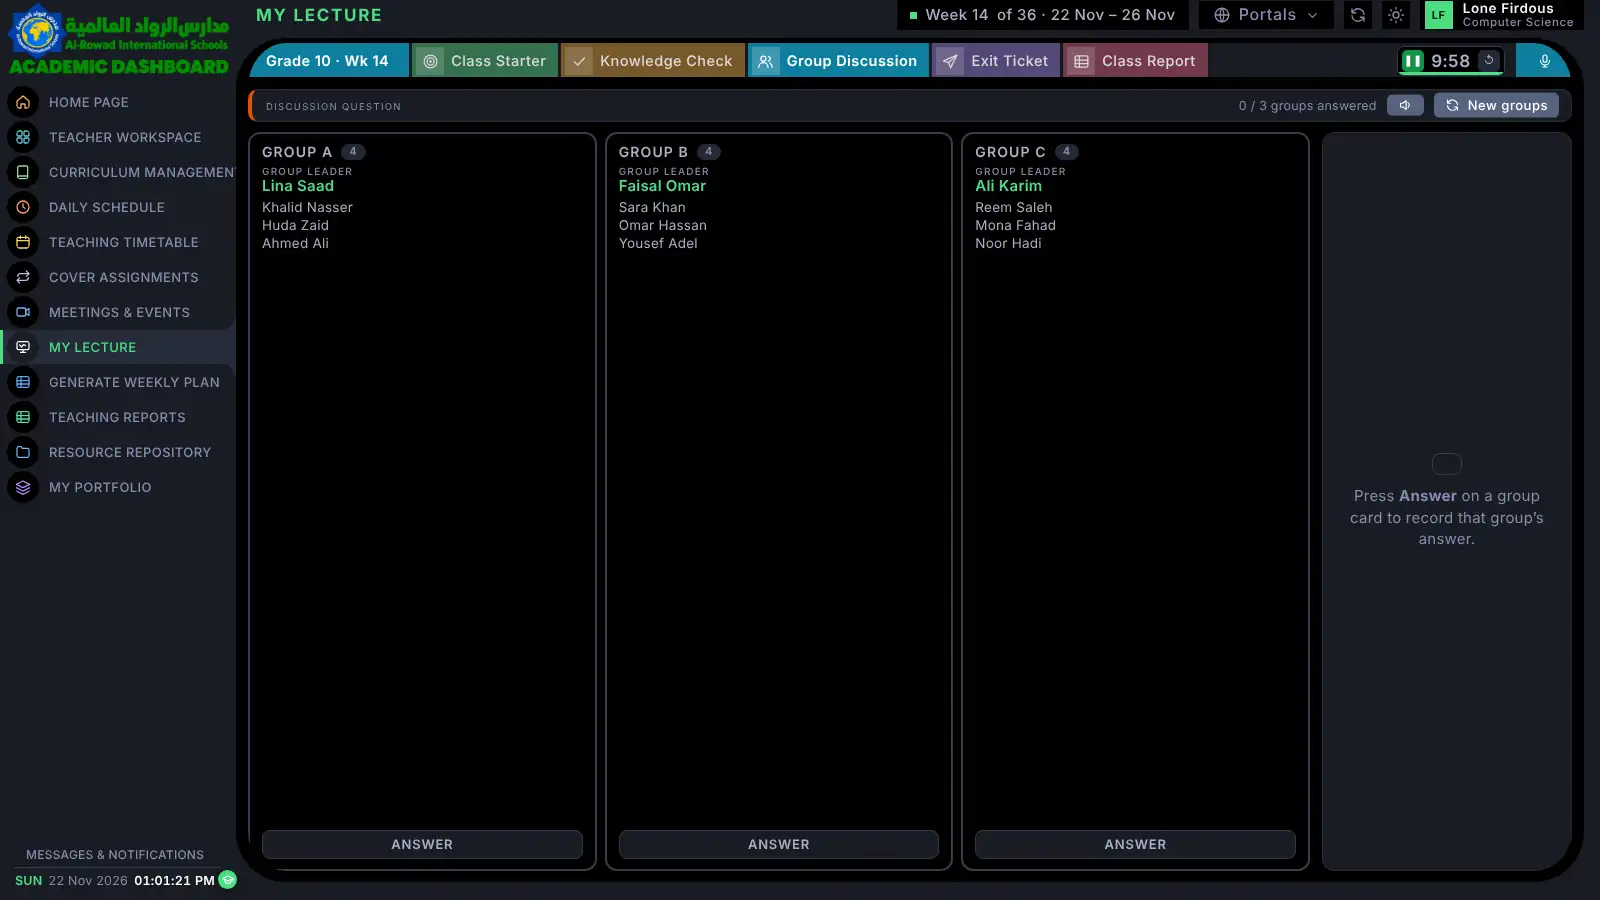 مدارس الرواد العالمية
Al-Rowad International Schools
ACADEMIC DASHBOARD
HOME PAGE
TEACHER WORKSPACE
CURRICULUM MANAGEMEN
DAILY SCHEDULE
TEACHING TIMETABLE
COVER ASSIGNMENTS
MEETINGS & EVENTS
MY LECTURE
GENERATE WEEKLY PLAN
TEACHING REPORTS
RESOURCE REPOSITORY
MY PORTFOLIO
MESSAGES & NOTIFICATIONS
SUN 22 Nov 2026 01:01:21 PM
MY LECTURE
Week 14 of 36 · 22 Nov – 26 Nov
Portals
LF
Lone Firdous
Computer Science
Grade 10 · Wk 14
Class Starter
Knowledge Check
Group Discussion
Exit Ticket
Class Report
9:58
DISCUSSION QUESTION
0 / 3 groups answered
New groups
GROUP A 4
GROUP LEADER
Lina Saad
Khalid Nasser
Huda Zaid
Ahmed Ali
ANSWER
GROUP B 4
GROUP LEADER
Faisal Omar
Sara Khan
Omar Hassan
Yousef Adel
ANSWER
GROUP C 4
GROUP LEADER
Ali Karim
Reem Saleh
Mona Fahad
Noor Hadi
ANSWER
Press Answer on a group
card to record that group's
answer.